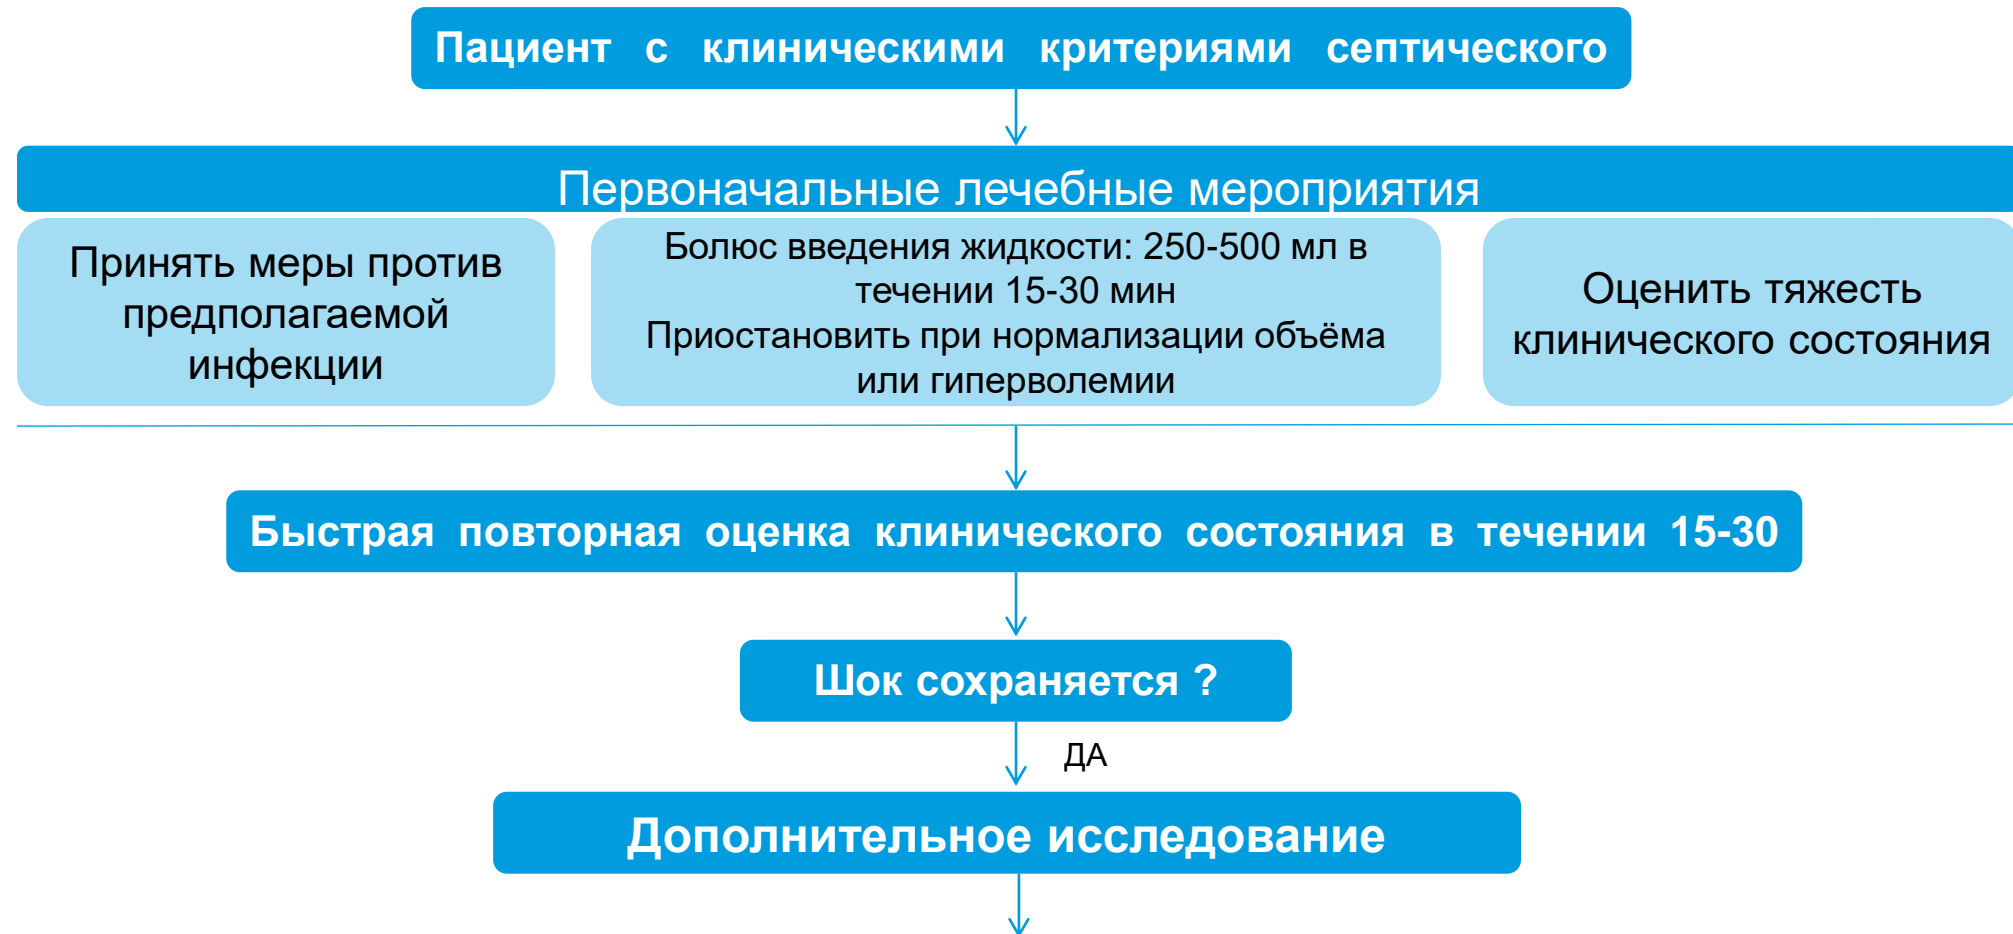 Пациент с клиническими критериями септического
Первоначальные лечебные мероприятия
Принять меры против
предполагаемой
инфекции
Болюс введения жидкости: 250-500 мл в
течении 15-30 мин
Приостановить при нормализации объёма
или гиперволемии
Оценить тяжесть
клинического состояния
Быстрая повторная оценка клинического состояния в течении 15-30
Шок сохраняется ?
ДА
Дополнительное исследование